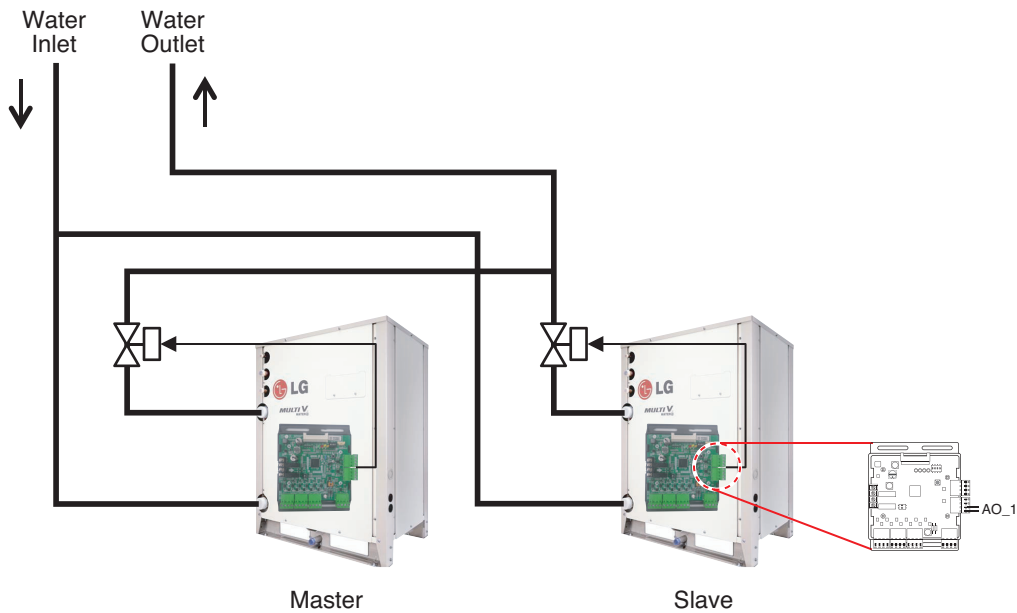 Water
Inlet
Water
Outlet
LG
MULTI V
LG
MULTI V
AO_1
Master
Slave